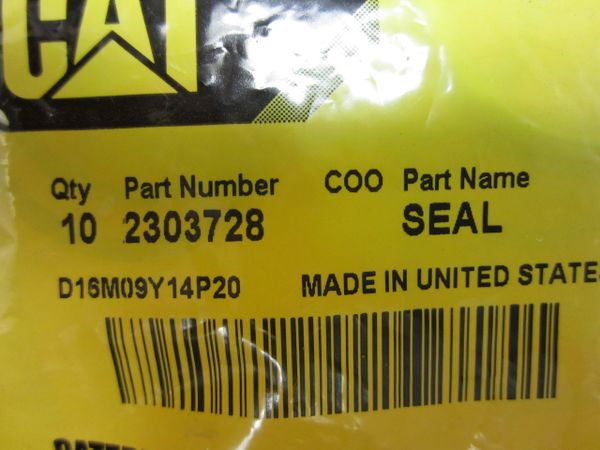 CAT
Qty Part Number COO Part Name
10 2303728 SEAL
D16M09Y14P20 MADE IN UNITED STATE